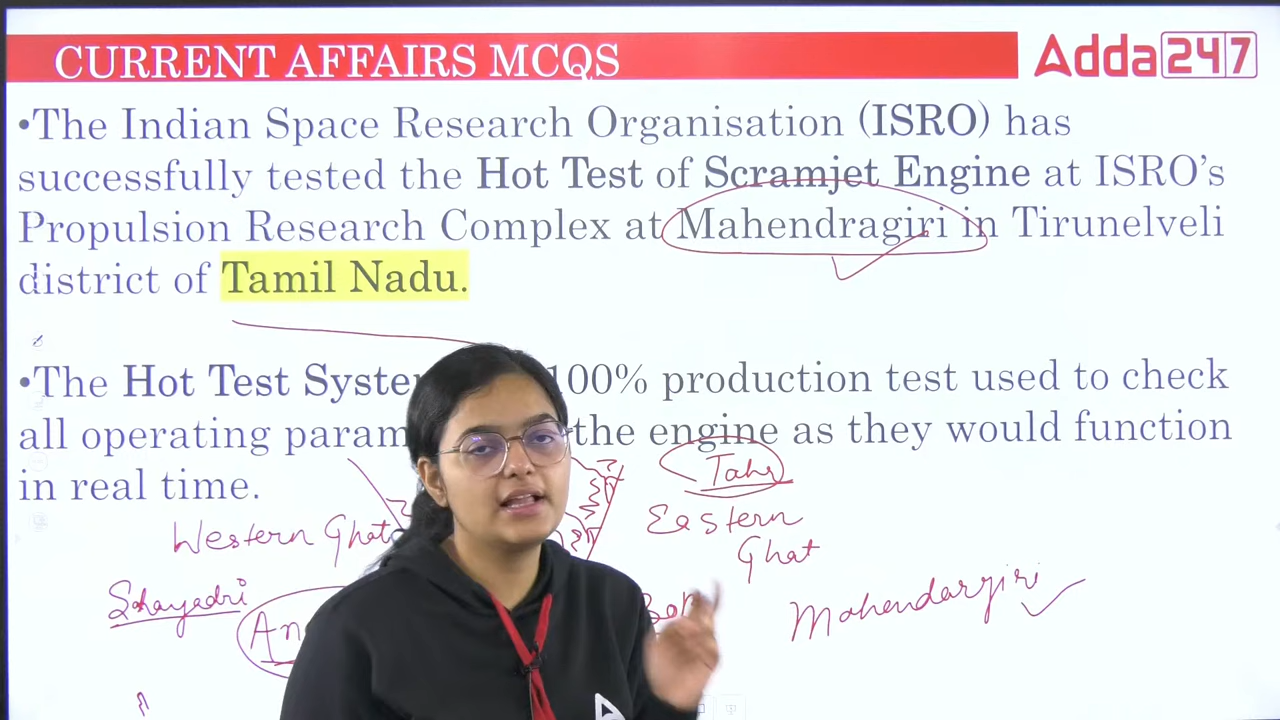 CURRENT AFFAIRS MCQS
Adda247
•The Indian Space Research Organisation (ISRO) has
successfully tested the Hot Test of Scramjet Engine at ISRO’s
Propulsion Research Complex at Mahendragiri in Tirunelveli
district of Tamil Nadu.
•The Hot Test 100% production test used to check
all operating the engine as they would function
in real time.
Tahr
Western Ghat
Eastern
Ghat
Sahayadri
Mahendargiri